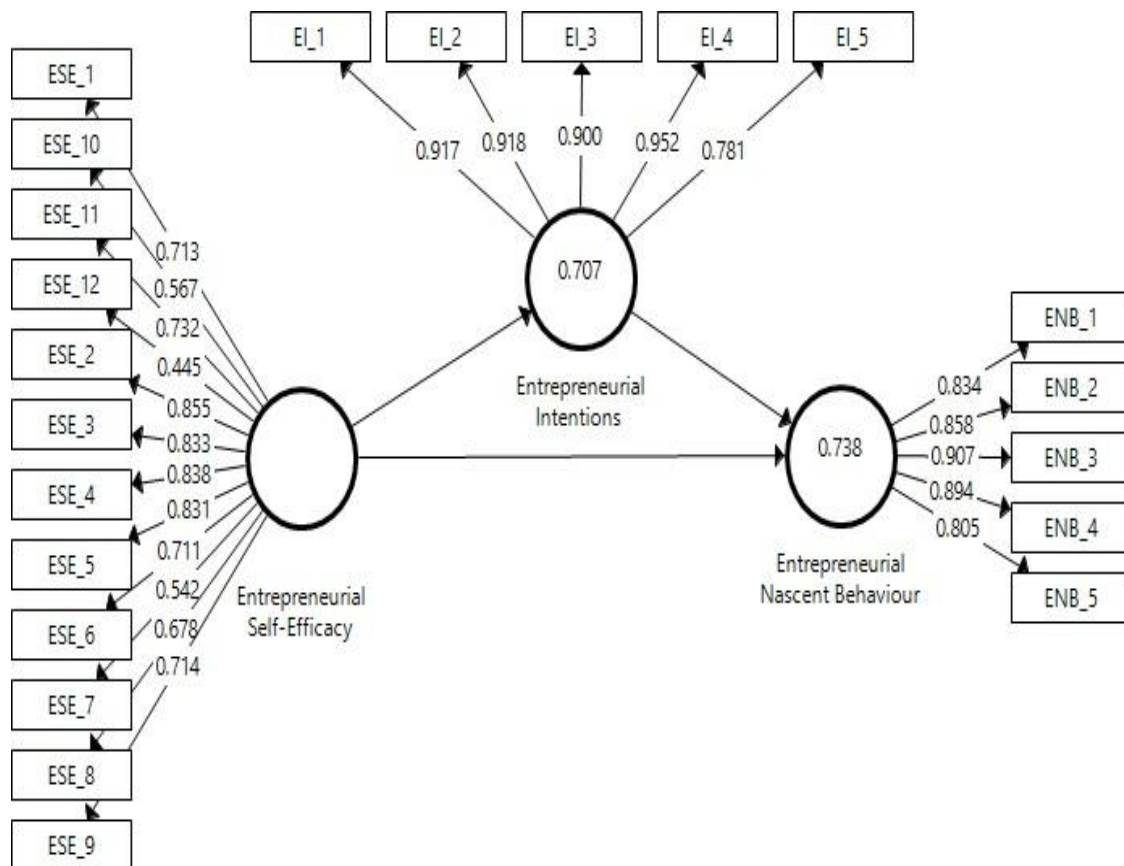 EI_1
EI_2
EI_3
EI_4
EI_5
0.917
0.918
0.900
0.952
0.781
ESE_1
ESE_10
ESE_11
ESE_12
ESE_2
ESE_3
ESE_4
ESE_5
ESE_6
ESE_7
ESE_8
ESE_9
0.713
0.567
0.732
0.445
0.855
0.833
0.838
0.831
0.711
0.542
0.678
0.714
Entrepreneurial
Self-Efficacy
0.707
Entrepreneurial
Intentions
0.738
Entrepreneurial
Nascent Behaviour
0.834
0.858
0.907
0.894
0.805
ENB_1
ENB_2
ENB_3
ENB_4
ENB_5